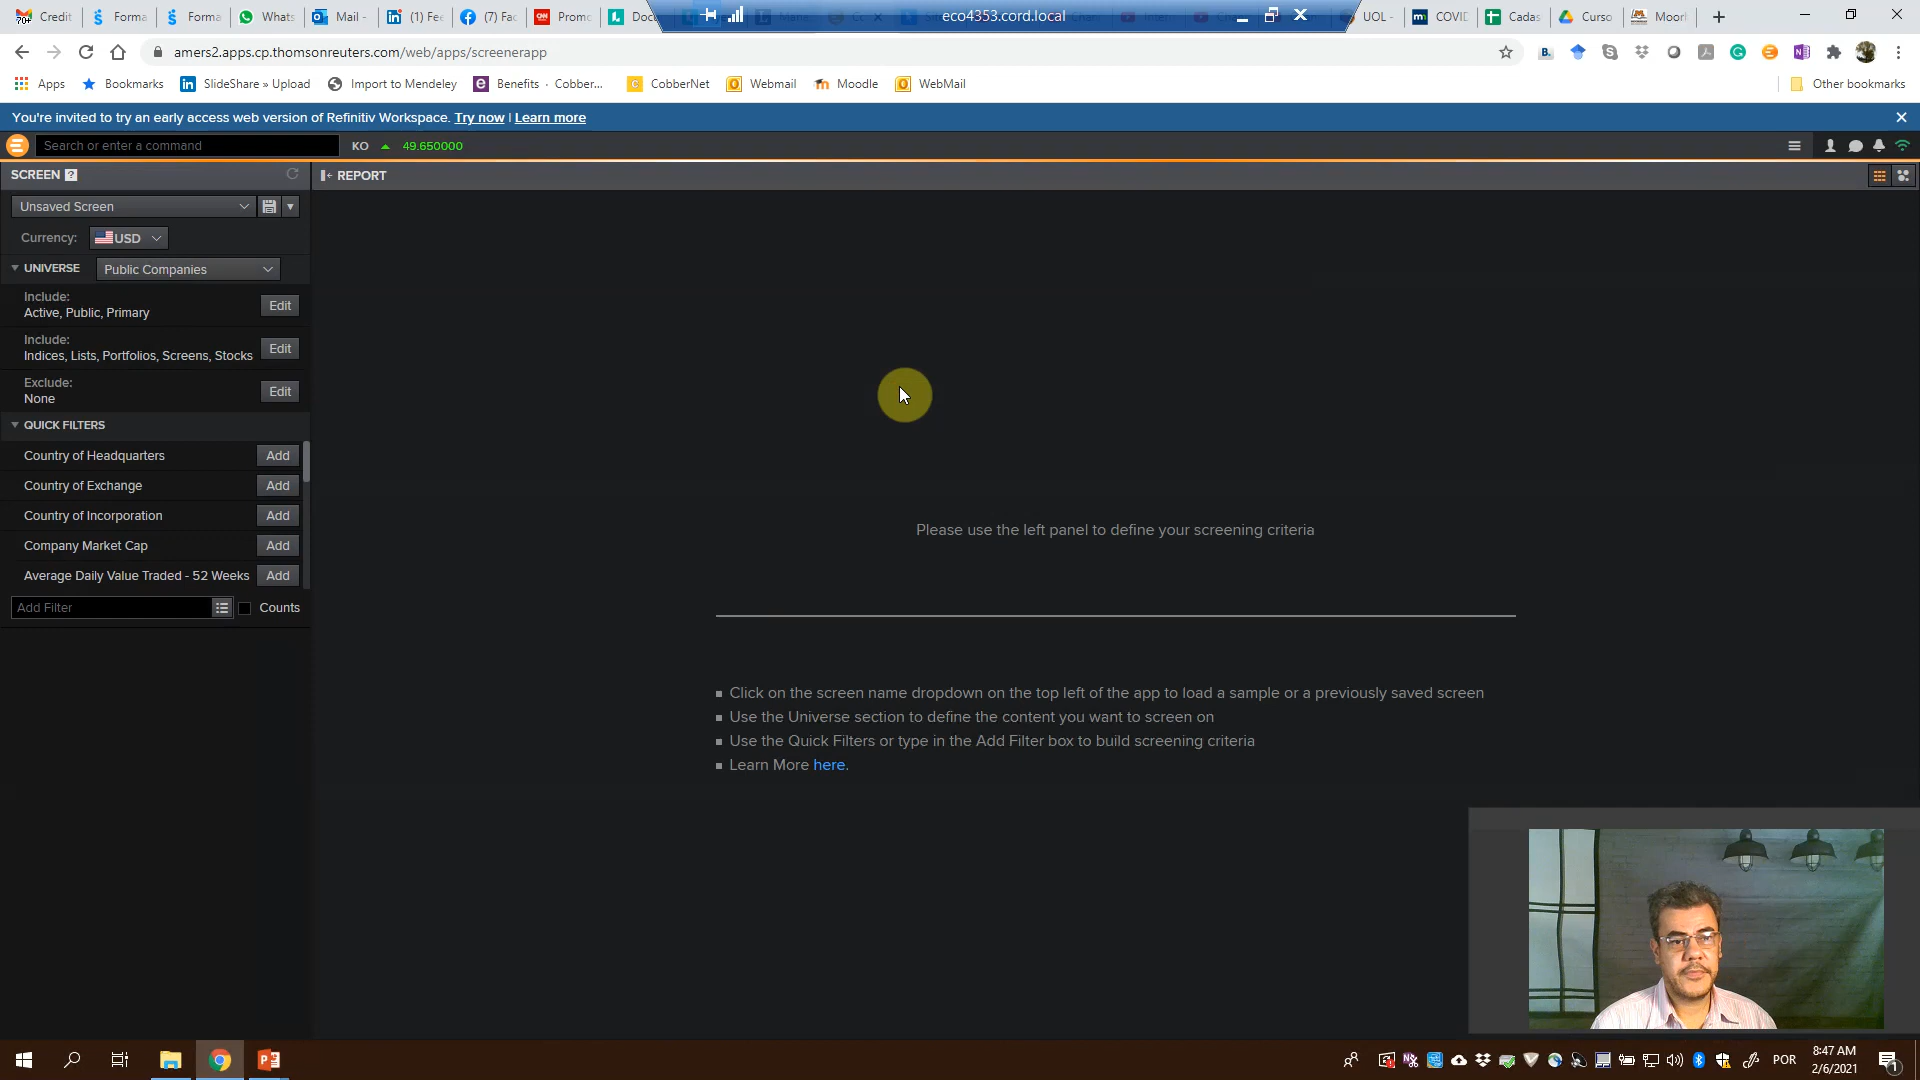 Credit
Forma
Forma
Whats
Mail -
(1) Fee
(7) Fac
Promo
Docu
eco4353.cord.local
UOL -
COVID
Cadas
Curso
Moorh
amers2.apps.cp.thomsonreuters.com/web/apps/screenerapp
Apps
Bookmarks
SlideShare » Upload
Import to Mendeley
Benefits · Cobber...
CobberNet
Webmail
Moodle
WebMail
Other bookmarks
You're invited to try an early access web version of Refinitiv Workspace. Try now | Learn more
Search or enter a command
KO
49.650000
SCREEN ?
REPORT
Unsaved Screen
Currency:
USD
UNIVERSE
Public Companies
Include:
Active, Public, Primary
Edit
Include:
Indices, Lists, Portfolios, Screens, Stocks
Edit
Exclude:
None
Edit
QUICK FILTERS
Country of Headquarters
Add
Country of Exchange
Add
Country of Incorporation
Add
Company Market Cap
Add
Average Daily Value Traded - 52 Weeks
Add
Add Filter
Counts
Please use the left panel to define your screening criteria
Click on the screen name dropdown on the top left of the app to load a sample or a previously saved screen
Use the Universe section to define the content you want to screen on
Use the Quick Filters or type in the Add Filter box to build screening criteria
Learn More here.
POR
8:47 AM
2/6/2021
1